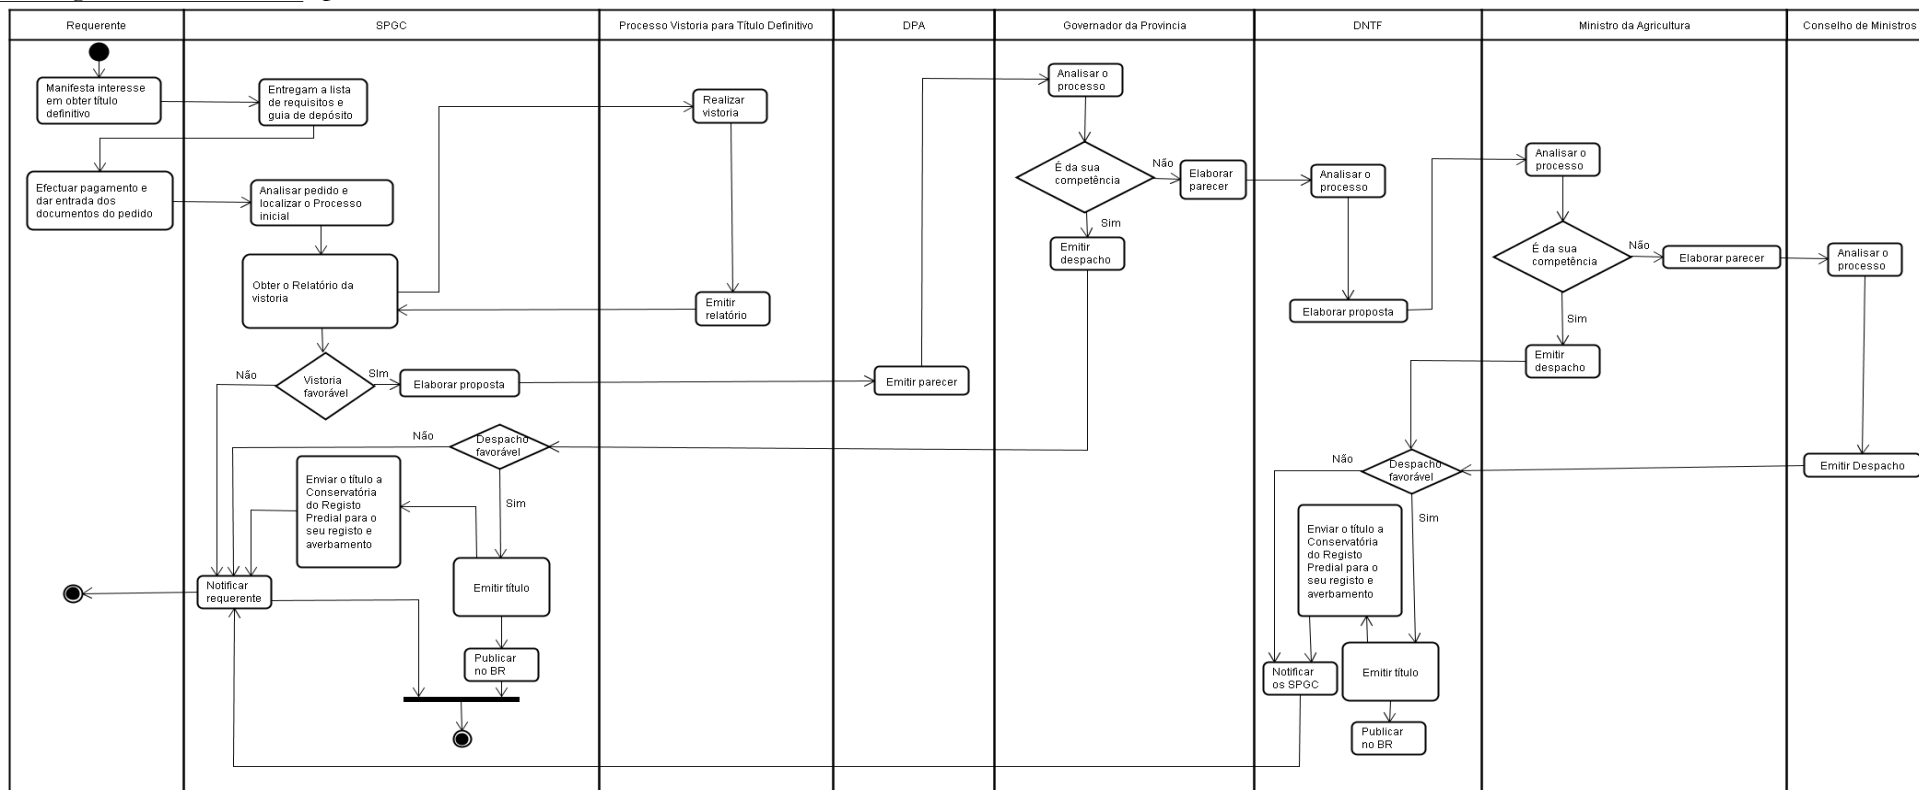 Requerente
SPGC
Processo Vistoria para Título Definitivo
DPA
Governador da Provincia
DNTF
Ministro da Agricultura
Conselho de Ministros
Manifesta interesse
em obter título
definitivo
Entregam a lista
de requisitos e
guia de depósito
Efectuar pagamento e
dar entrada dos
documentos do pedido
Analisar pedido e
localizar o Processo
inicial
Obter o Relatório da
vistoria
Realizar
vistoria
Emitir
relatório
Vistoria
favorável
Não
SIm
Elaborar proposta
Emitir parecer
Analisar o
processo
É da sua
competência
Não
Elaborar
parecer
Sim
Emitir
despacho
Analisar o
processo
Elaborar proposta
Analisar o
processo
É da sua
competência
Não
Elaborar parecer
Sim
Emitir
despacho
Analisar o
processo
Emitir Despacho
Despacho
favorável
Não
Sim
Enviar o título a
Conservatória
do Registo
Predial para o
seu registo e
averbamento
Emitir título
Notificar
requerente
Publicar
no BR
Despacho
favorável
Não
Sim
Enviar o título a
Conservatória
do Registo
Predial para o
seu registo e
averbamento
Emitir título
Notificar
os SPGC
Publicar
no BR